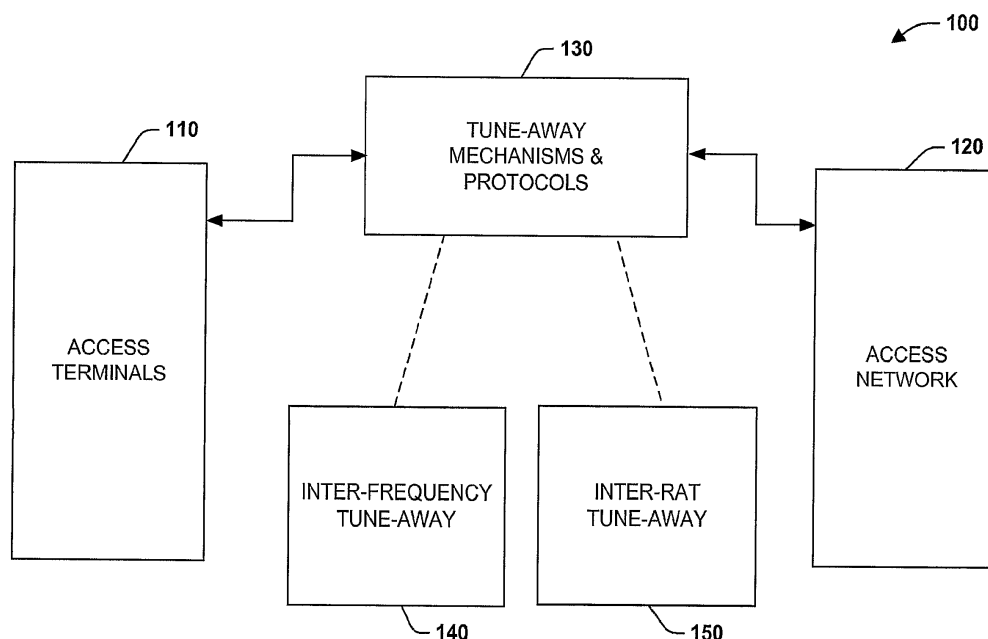 100
130
TUNE-AWAY
MECHANISMS &
PROTOCOLS
110
120
ACCESS
TERMINALS
ACCESS
NETWORK
INTER-FREQUENCY
TUNE-AWAY
INTER-RAT
TUNE-AWAY
140
150